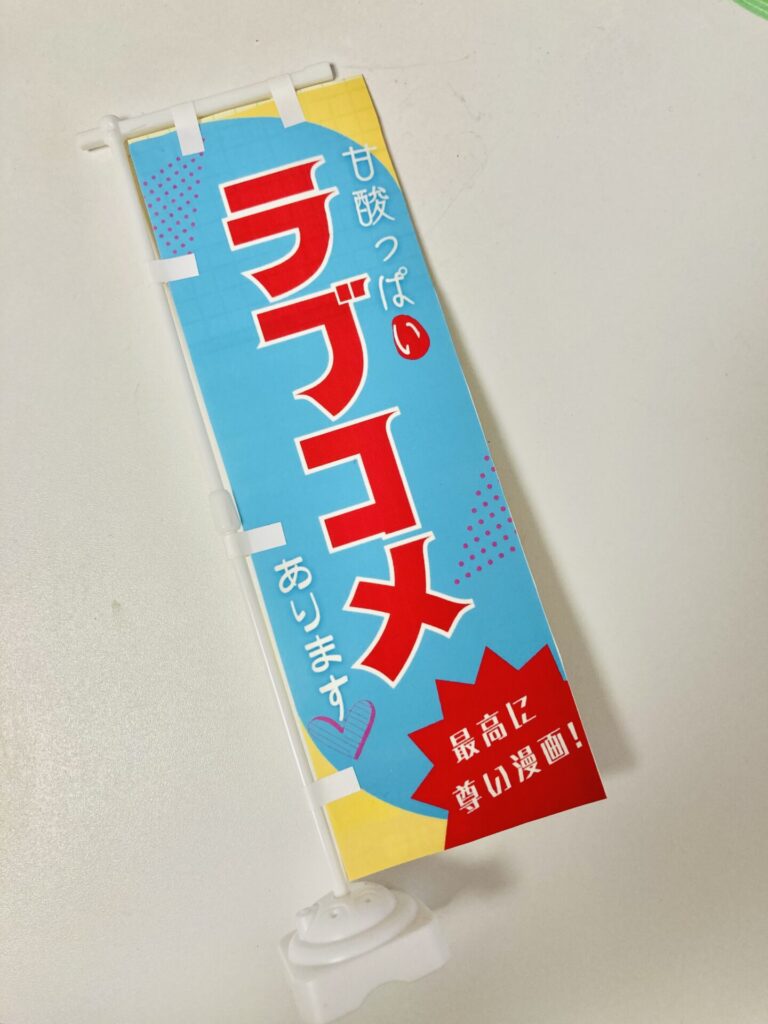 甘酸っぱい
ラブコメ
あります
最高に
尊い漫画!